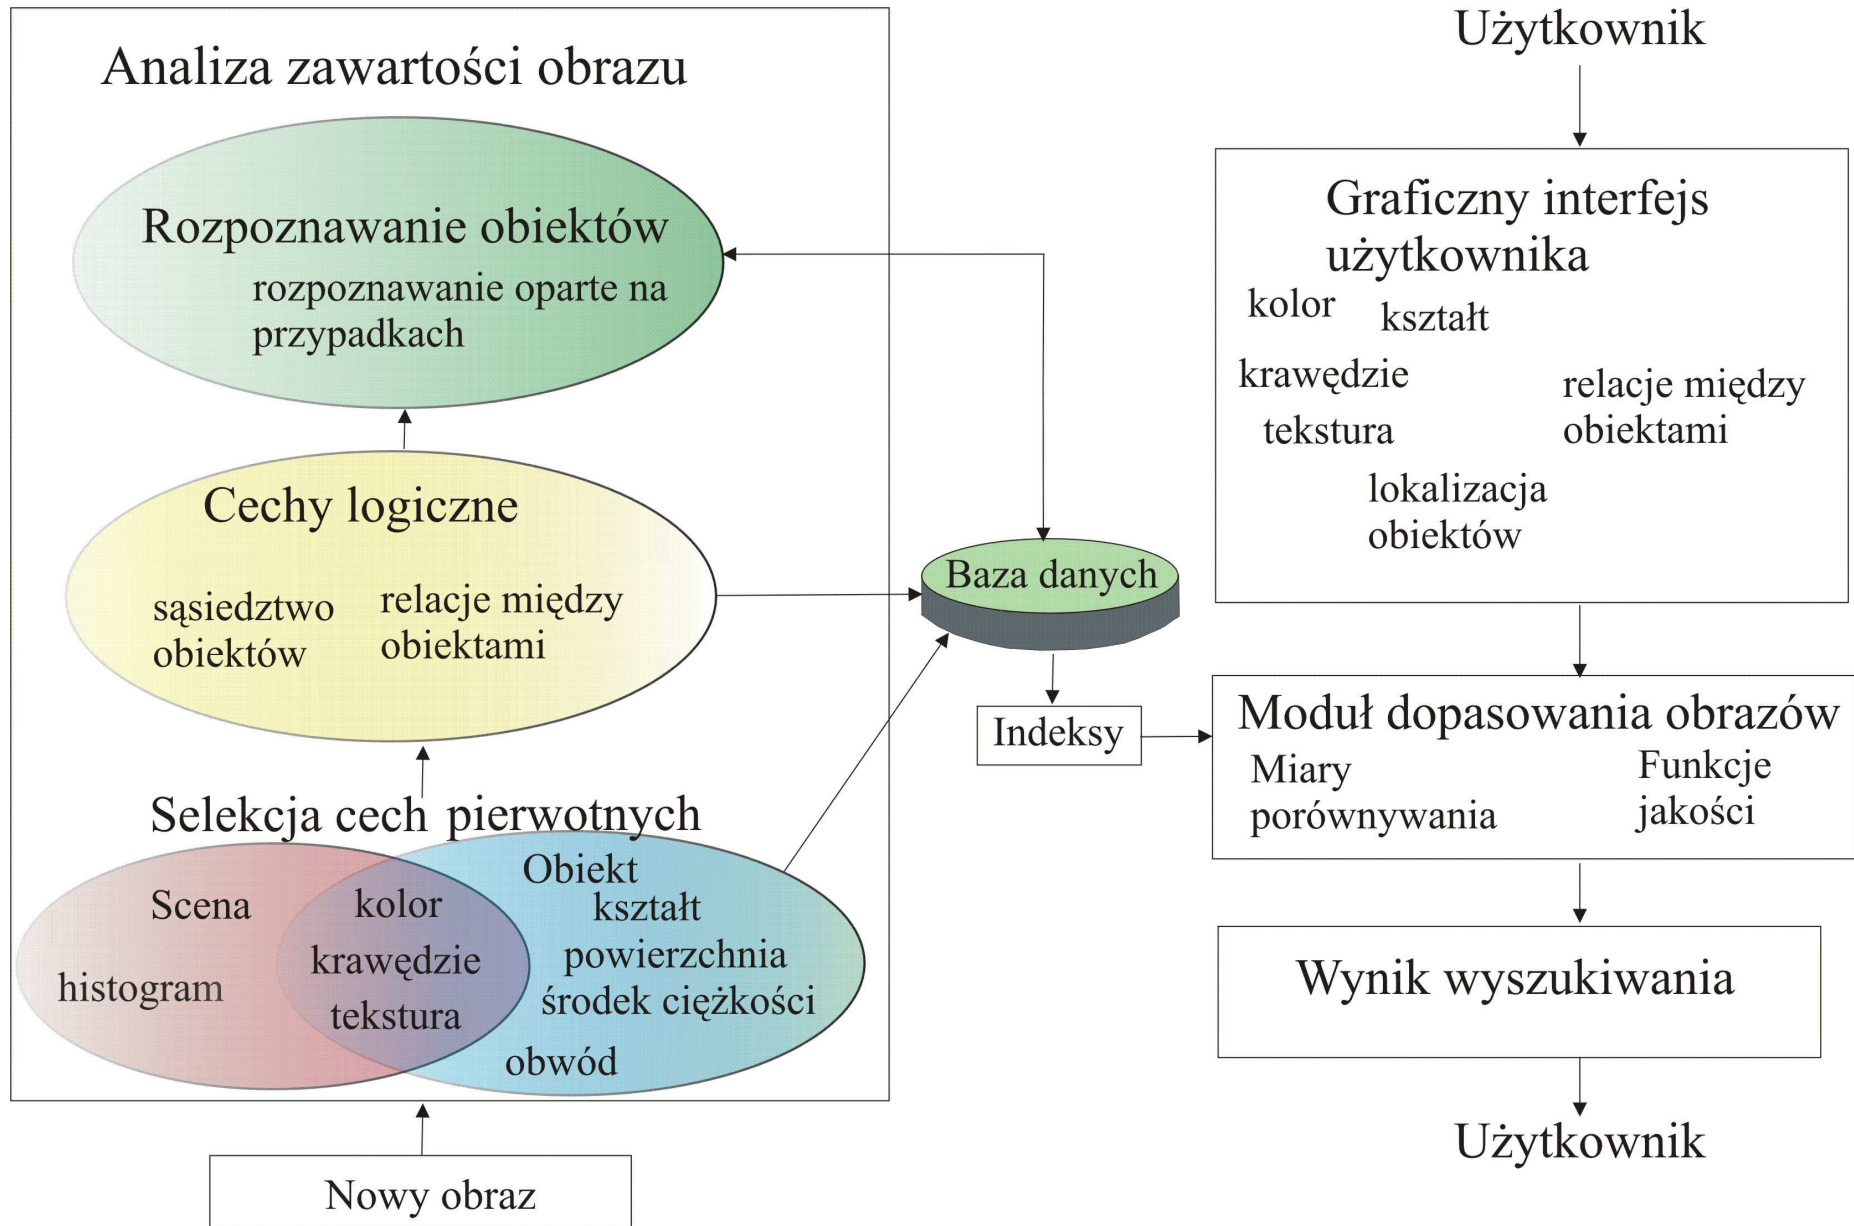 Analiza zawartości obrazu
Rozpoznawanie obiektów
rozpoznawanie oparte na
przypadkach
Cechy logiczne
sąsiedztwo
obiektów
relacje między
obiektami
Selekcja cech pierwotnych
Scena
histogram
kolor
krawędzie
tekstura
Obiekt
kształt
powierzchnia
środek ciężkości
obwód
Nowy obraz
Baza danych
Indeksy
Użytkownik
Graficzny interfejs
użytkownika
kolor
kształt
krawędzie
tekstura
relacje między
obiektami
lokalizacja
obiektów
Moduł dopasowania obrazów
Miary
porównywania
Funkcje
jakości
Wynik wyszukiwania
Użytkownik